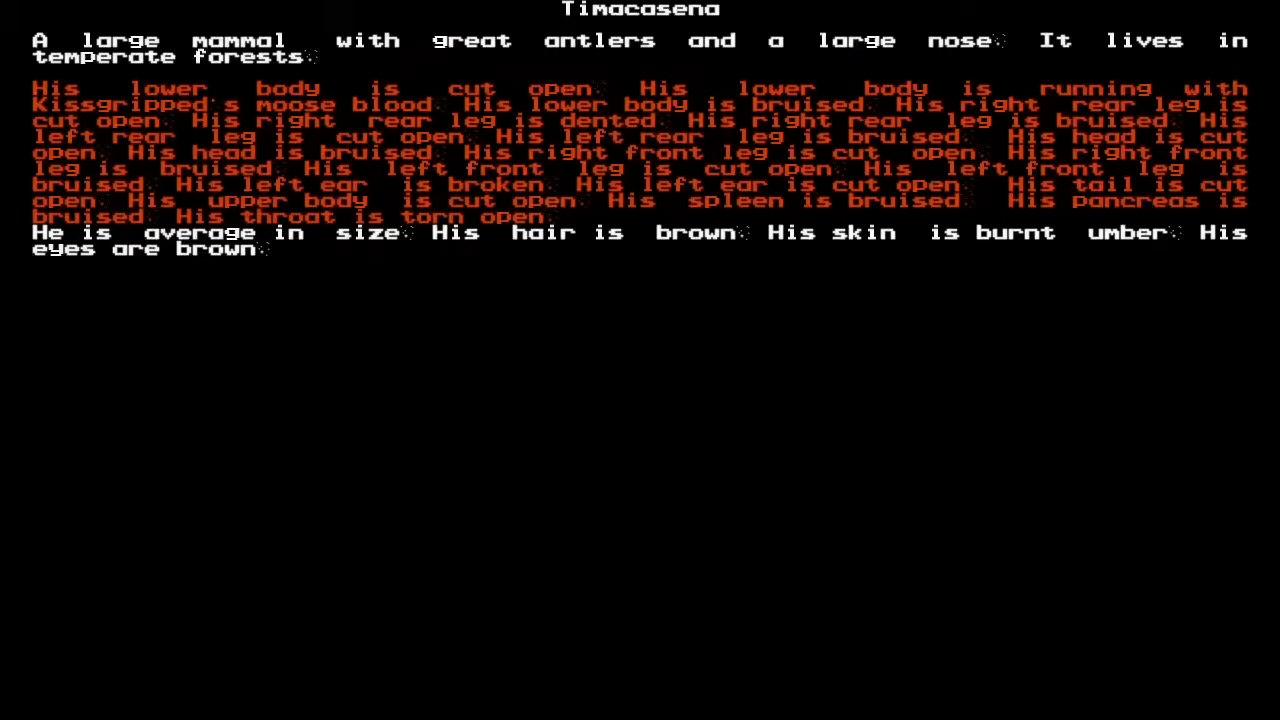 Timacasena
A large mammal with great antlers and a large nose. It lives in
temperate forests.
His lower body is cut open. His lower body is running with
Kissgripped's moose blood. His lower body is bruised. His right rear leg is
cut open. His right rear leg is dented. His right rear leg is bruised. His
left rear leg is cut open. His left rear leg is bruised. His head is cut
open. His head is bruised. His right front leg is cut open. His right front
leg is bruised. His left front leg is cut open. His left front leg is
bruised. His left ear is broken. His left ear is cut open. His tail is cut
open. His upper body is cut open. His spleen is bruised. His pancreas is
bruised. His throat is torn open.
He is average in size. His hair is brown. His skin is burnt umber. His
eyes are brown.